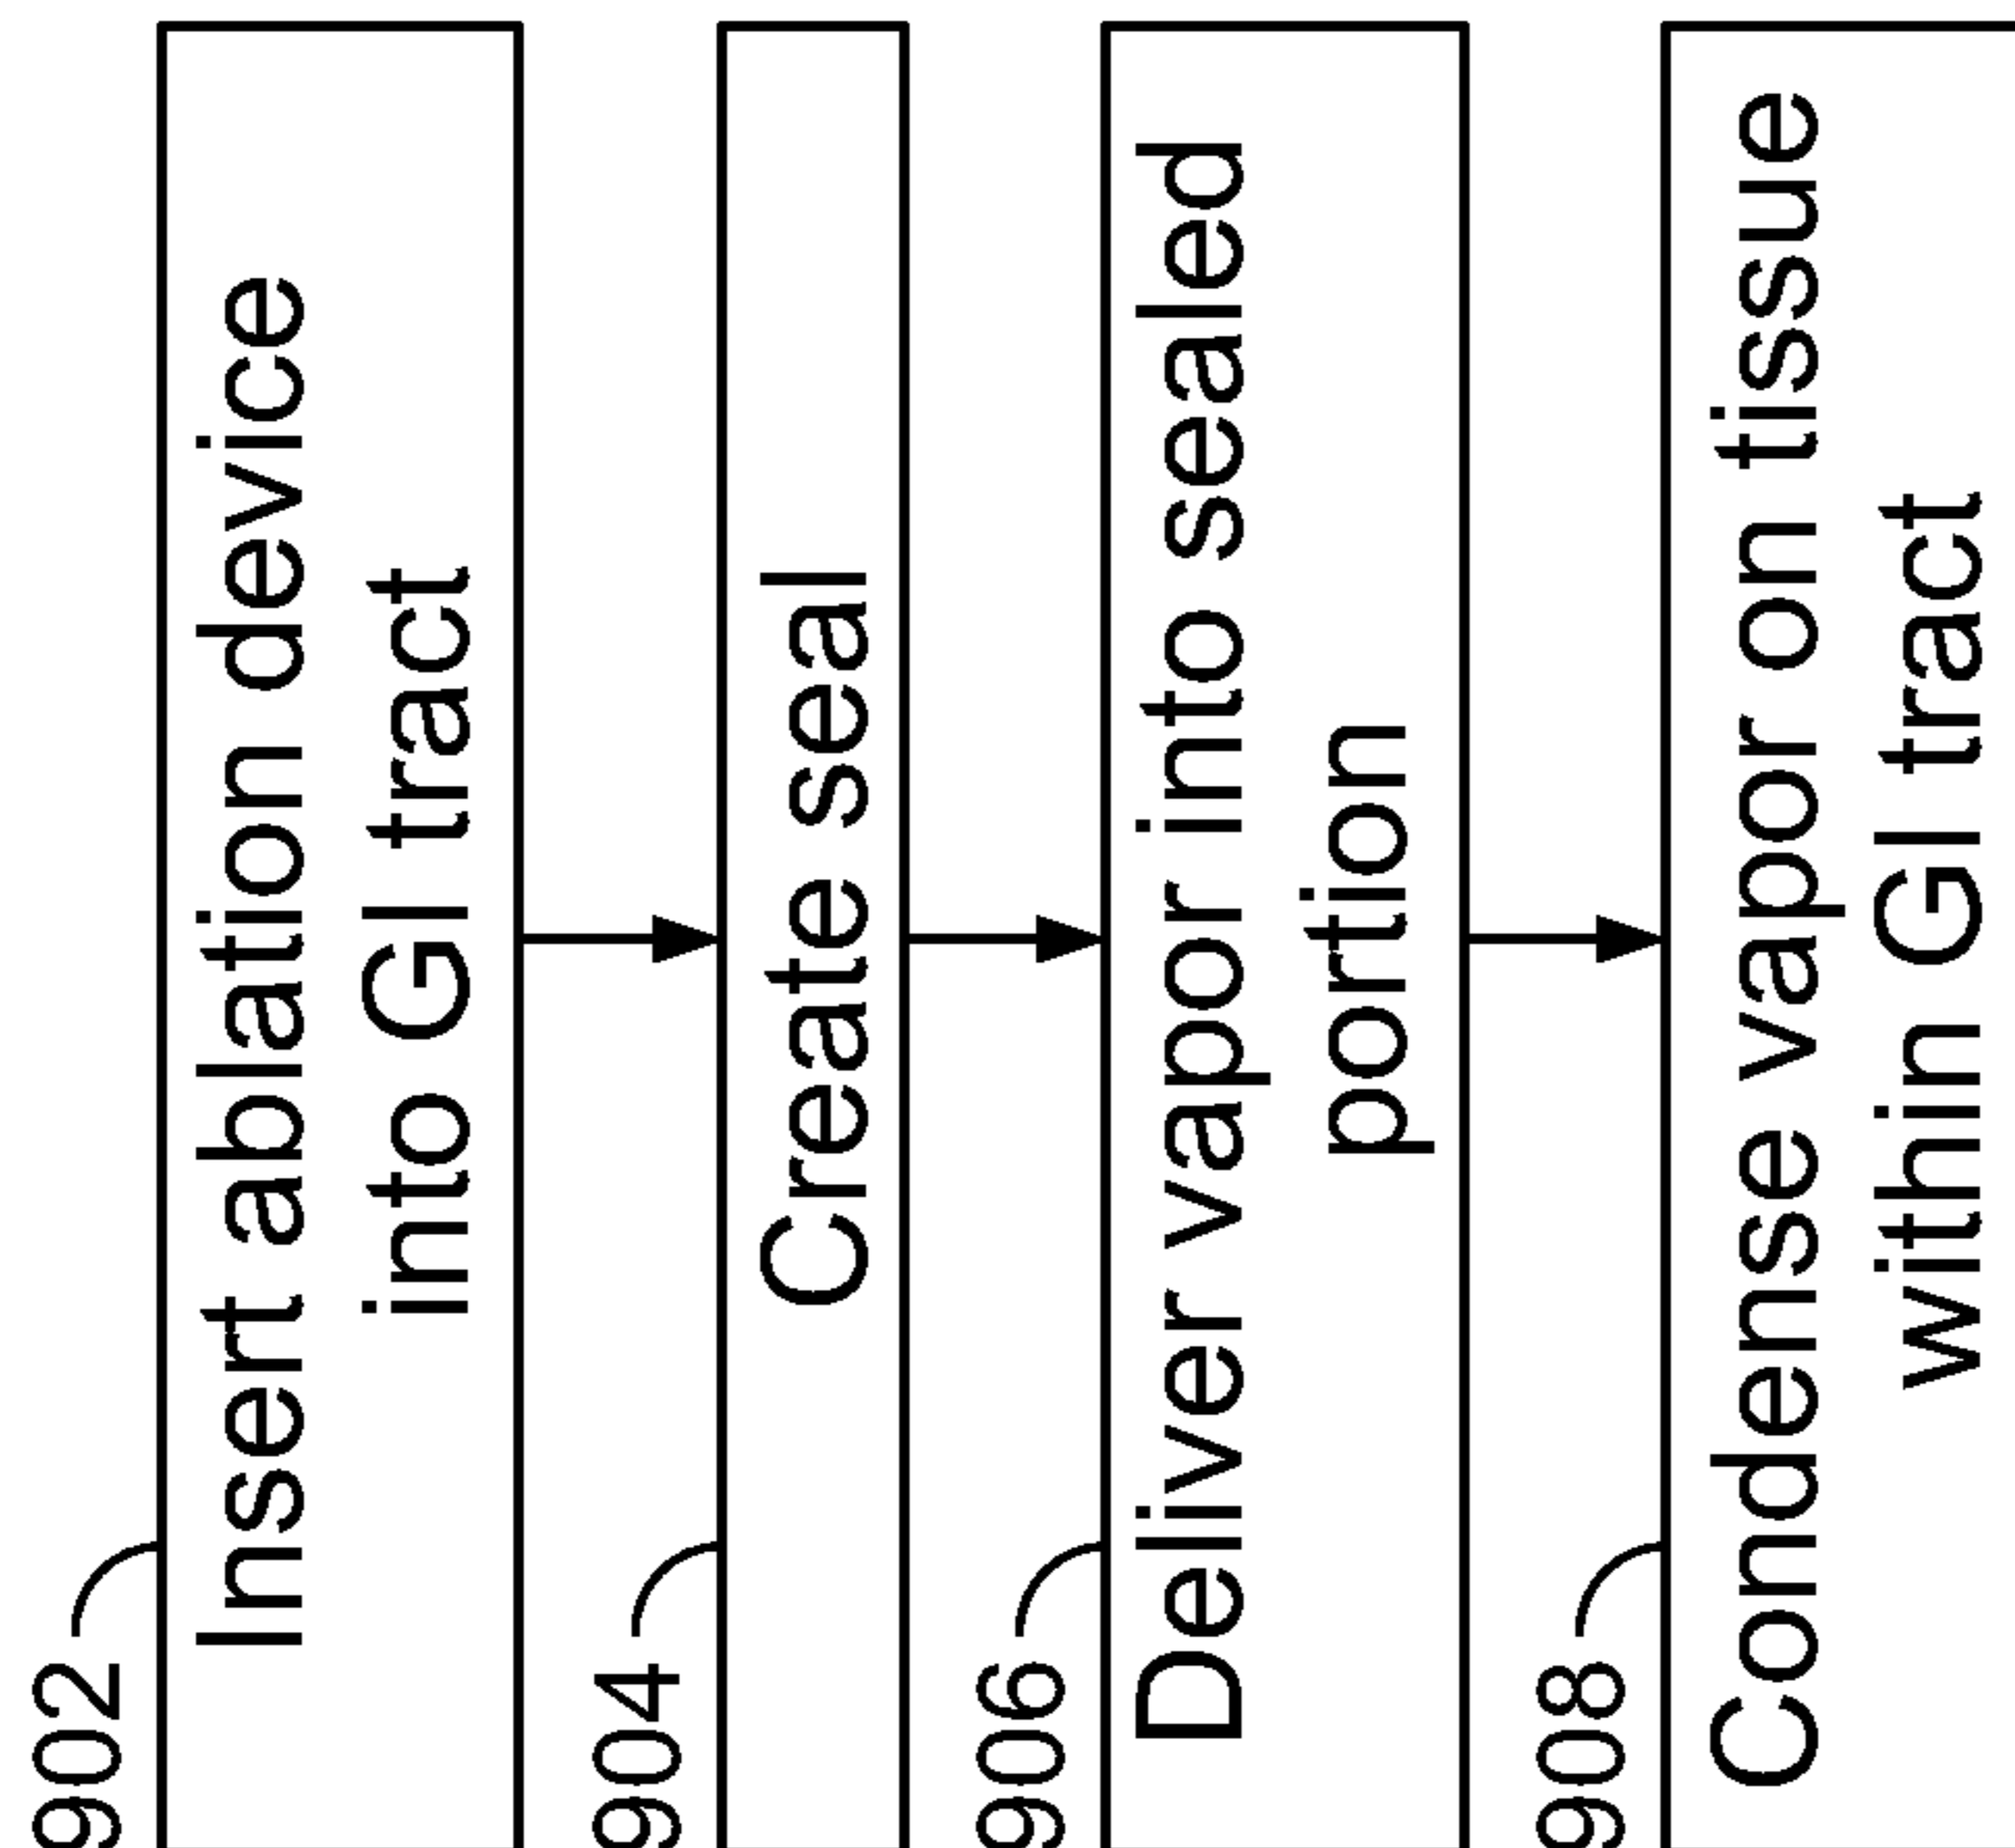 902
Insert ablation device
into GI tract
904
Create seal
906
Deliver vapor into sealed
portion
908
Condense vapor on tissue
within GI tract